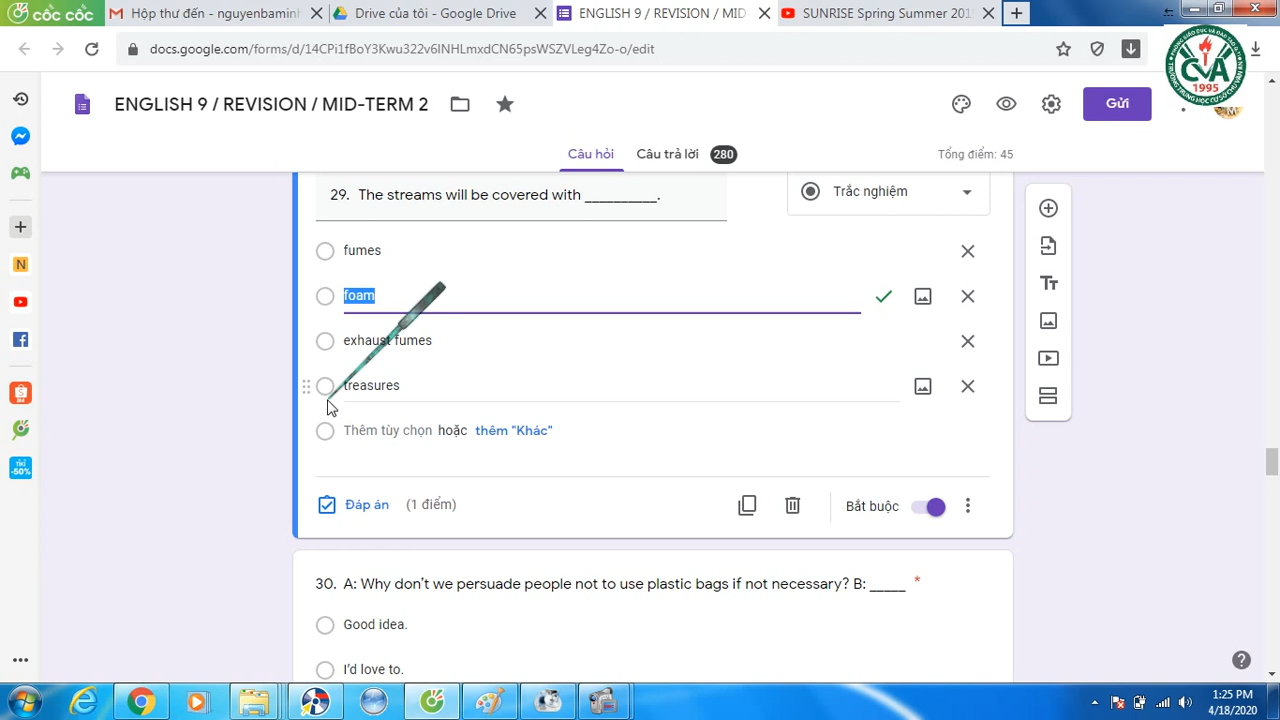 cốc cốc
Hộp thư đến - nguyenbaminh
Drive của tôi - Google Drive
ENGLISH 9 / REVISION / MID
SUNRISE Spring Summer 201
docs.google.com/forms/d/14CPi1fBoY3Kwu322V6INHLmxdCN65psWSZVLeg4Zo-o/edit
CVA
1995
ENGLISH 9 / REVISION / MID-TERM 2
Gửi
Câu hỏi
Câu trả lời 280
Tổng điểm: 45
29. The streams will be covered with __________.
Trắc nghiệm
fumes
foam
exhaust fumes
treasures
Thêm tùy chọn hoặc thêm "Khác"
Đáp án (1 điểm)
Bắt buộc
30. A: Why don’t we persuade people not to use plastic bags if not necessary? B: _____ *
Good idea.
I’d love to.
N
TIKI
-50%
1:25 PM
4/18/2020